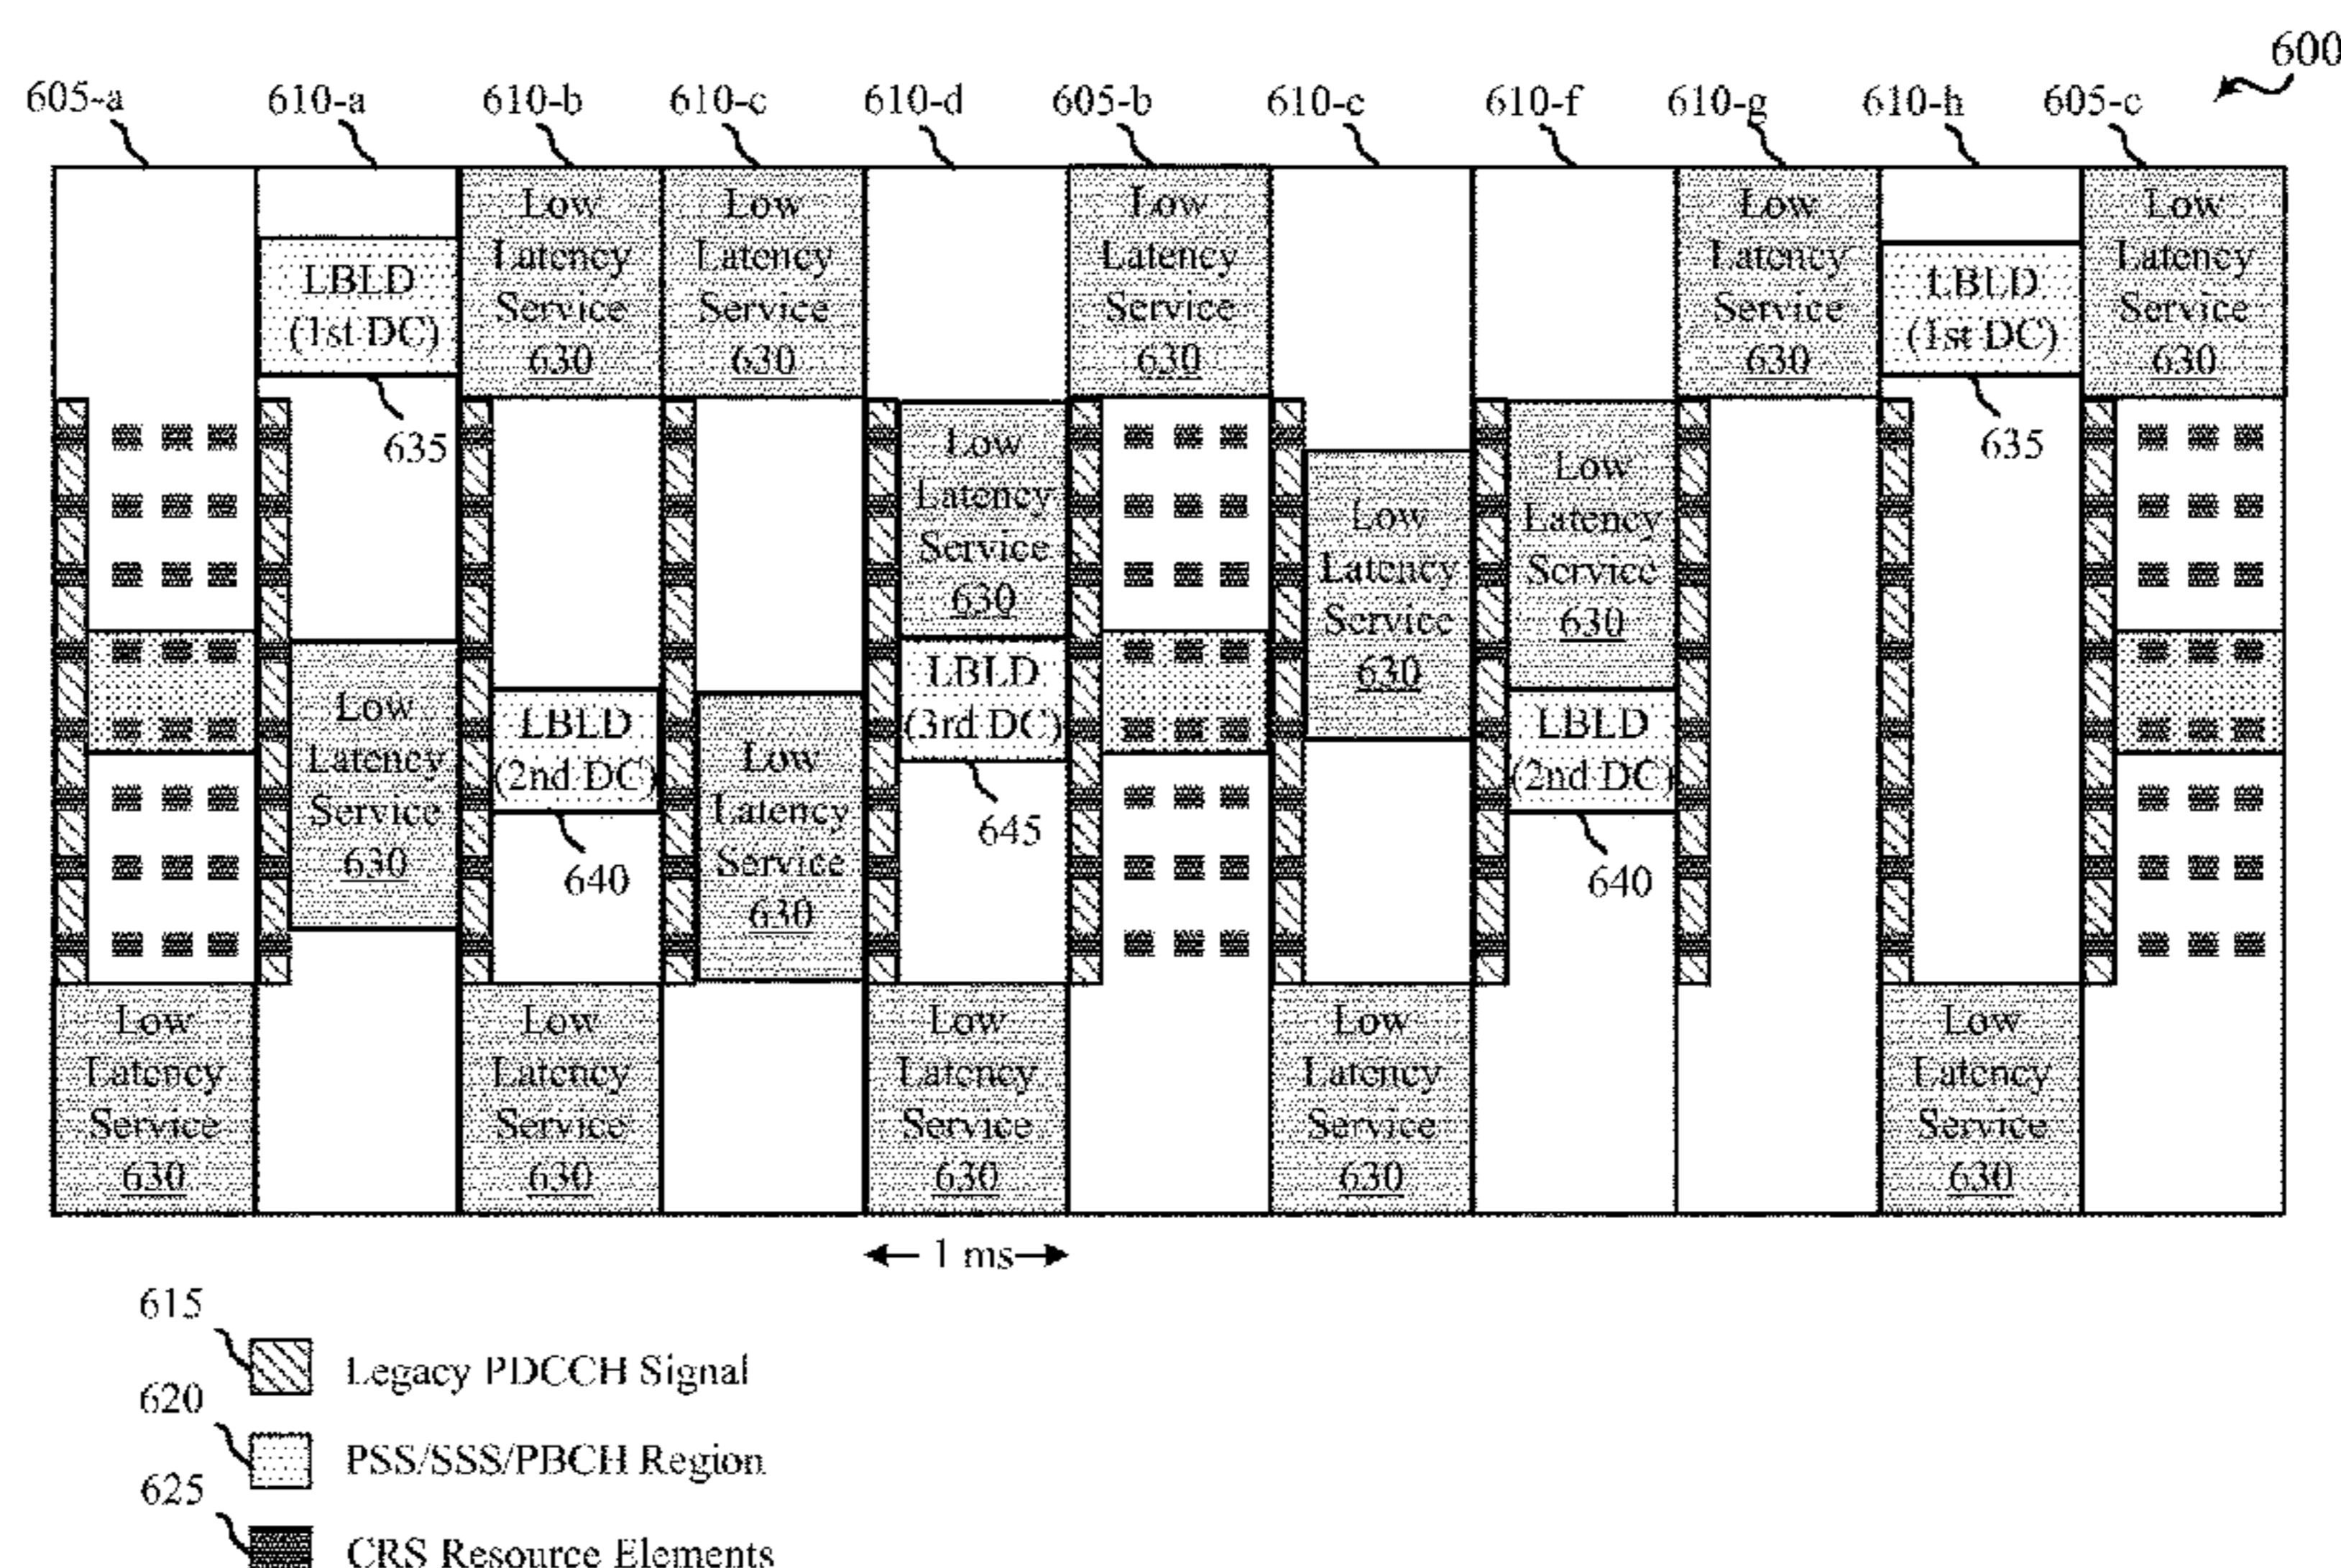 600
605-a
610-a
610-b
610-c
610-d
605-b
610-e
610-f
610-g
610-h
605-c
LBLD
(1st DC)
635
Low
Latency
Service
630
Low
Latency
Service
630
Low
Latency
Service
630
Low
Latency
Service
630
LBLD
(1st DC)
635
Low
Latency
Service
630
Low
Latency
Service
630
LBLD
(2nd DC)
640
Low
Latency
Service
630
Low
Latency
Service
630
LBLD
(3rd DC)
645
Low
Latency
Service
630
Low
Latency
Service
630
LBLD
(2nd DC)
640
Low
Latency
Service
630
Low
Latency
Service
630
Low
Latency
Service
630
Low
Latency
Service
630
Low
Latency
Service
630
1 ms
615
Legacy PDCCH Signal
620
PSS/SSS/PBCH Region
625
CRS Resource Elements